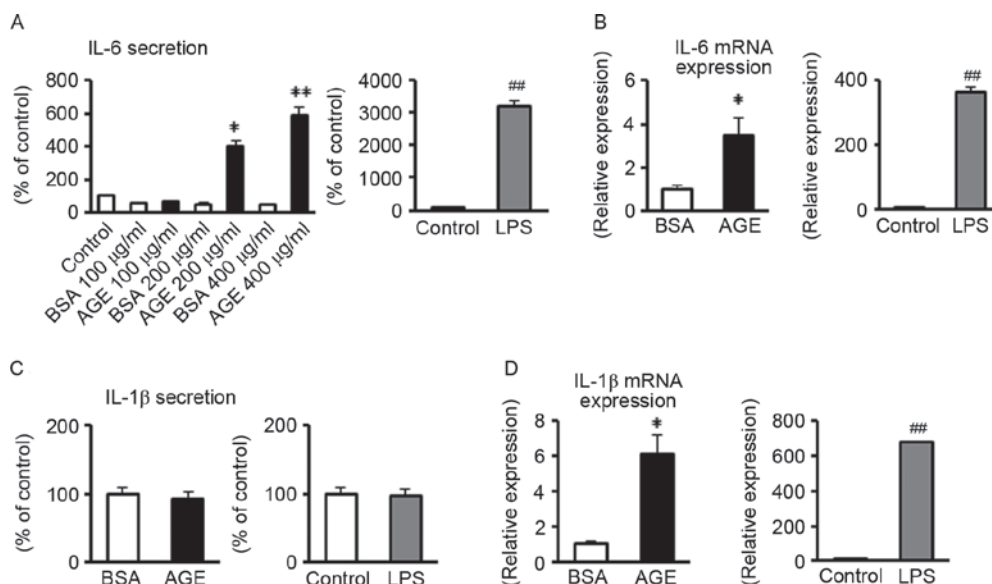 A
IL-6 secretion
(% of control)
800
600
400
200
0
ǂ
ǂǂ
Control
BSA 100 μg/ml
AGE 100 μg/ml
BSA 200 μg/ml
AGE 200 μg/ml
BSA 400 μg/ml
AGE 400 μg/ml
(% of control)
4000
3000
2000
1000
0
##
Control LPS
B
IL-6 mRNA
expression
(Relative expression)
6
4
2
0
ǂ
BSA AGE
(Relative expression)
400
200
0
##
Control LPS
C
IL-1β secretion
(% of control)
200
100
0
BSA AGE
(% of control)
200
100
0
Control LPS
D
IL-1β mRNA
expression
(Relative expression)
8
6
4
2
0
ǂ
BSA AGE
(Relative expression)
800
600
400
200
0
##
Control LPS